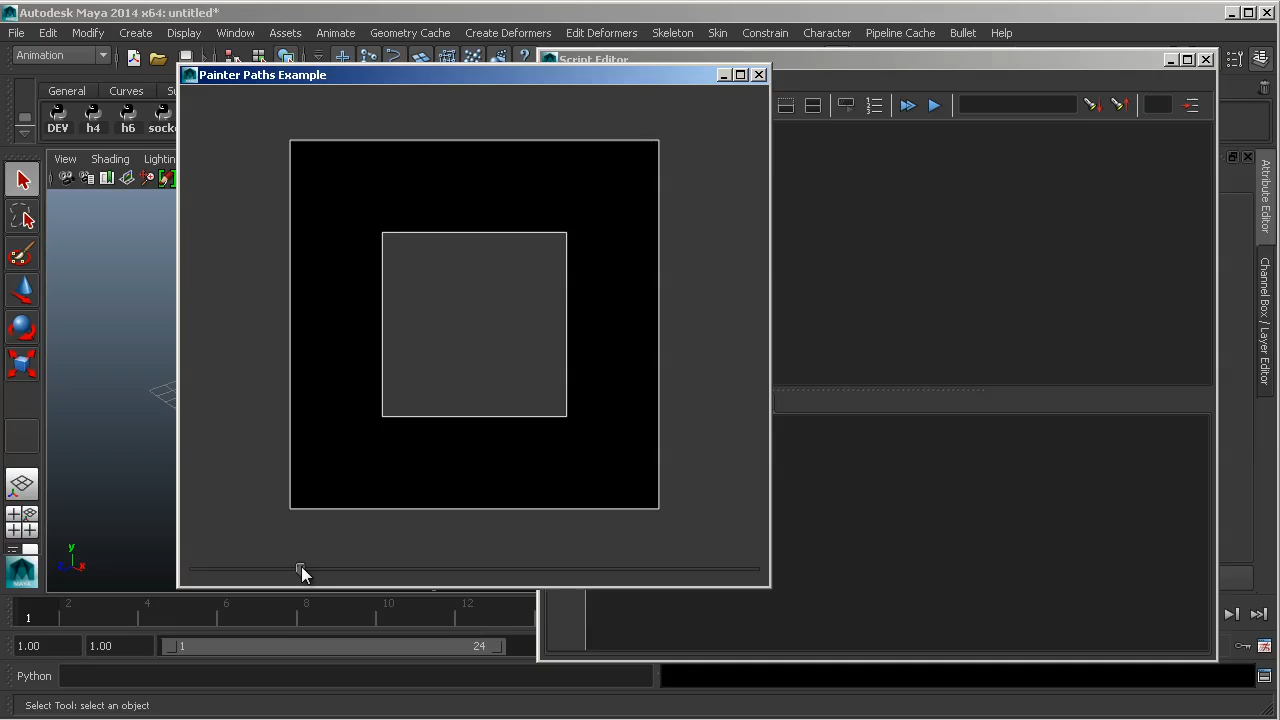 Autodesk Maya 2014 x64: untitled*
File Edit Modify Create Display Window Assets Animate Geometry Cache Create Deformers Edit Deformers Skeleton Skin Constrain Character Pipeline Cache Bullet Help
Animation
Script Editor
Painter Paths Example
General Curves
DEV h4 h6
View Shading Lighting
Attribute Editor
Channel Box / Layer Editor
y
x
1 2 4 6 8 10 12
1.00 1.00 1 24
Python
Select Tool: select an object